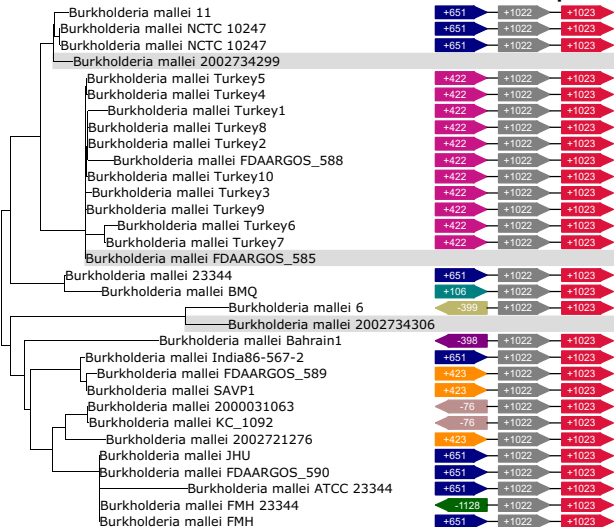 Burkholderia mallei 11 +651 +1022 +1023
Burkholderia mallei NCTC 10247 +651 +1022 +1023
Burkholderia mallei NCTC 10247 +651 +1022 +1023
Burkholderia mallei 2002734299
Burkholderia mallei Turkey5 +422 +1022 +1023
Burkholderia mallei Turkey4 +422 +1022 +1023
Burkholderia mallei Turkey1 +422 +1022 +1023
Burkholderia mallei Turkey8 +422 +1022 +1023
Burkholderia mallei Turkey2 +422 +1022 +1023
Burkholderia mallei FDAARGOS_588 +422 +1022 +1023
Burkholderia mallei Turkey10 +422 +1022 +1023
Burkholderia mallei Turkey3 +422 +1022 +1023
Burkholderia mallei Turkey9 +422 +1022 +1023
Burkholderia mallei Turkey6 +422 +1022 +1023
Burkholderia mallei Turkey7 +422 +1022 +1023
Burkholderia mallei FDAARGOS_585
Burkholderia mallei 23344 +651 +1022 +1023
Burkholderia mallei BMQ +106 +1022 +1023
Burkholderia mallei 6 -399 +1022 +1023
Burkholderia mallei 2002734306
Burkholderia mallei Bahrain1 -398 +1022 +1023
Burkholderia mallei India86-567-2 +651 +1022 +1023
Burkholderia mallei FDAARGOS_589 +423 +1022 +1023
Burkholderia mallei SAVP1 +423 +1022 +1023
Burkholderia mallei 2000031063 -76 +1022 +1023
Burkholderia mallei KC_1092 -76 +1022 +1023
Burkholderia mallei 2002721276 +423 +1022 +1023
Burkholderia mallei JHU +651 +1022 +1023
Burkholderia mallei FDAARGOS_590 +651 +1022 +1023
Burkholderia mallei ATCC 23344 +651 +1022 +1023
Burkholderia mallei FMH 23344 -1128 +1022 +1023
Burkholderia mallei FMH +651 +1022 +1023